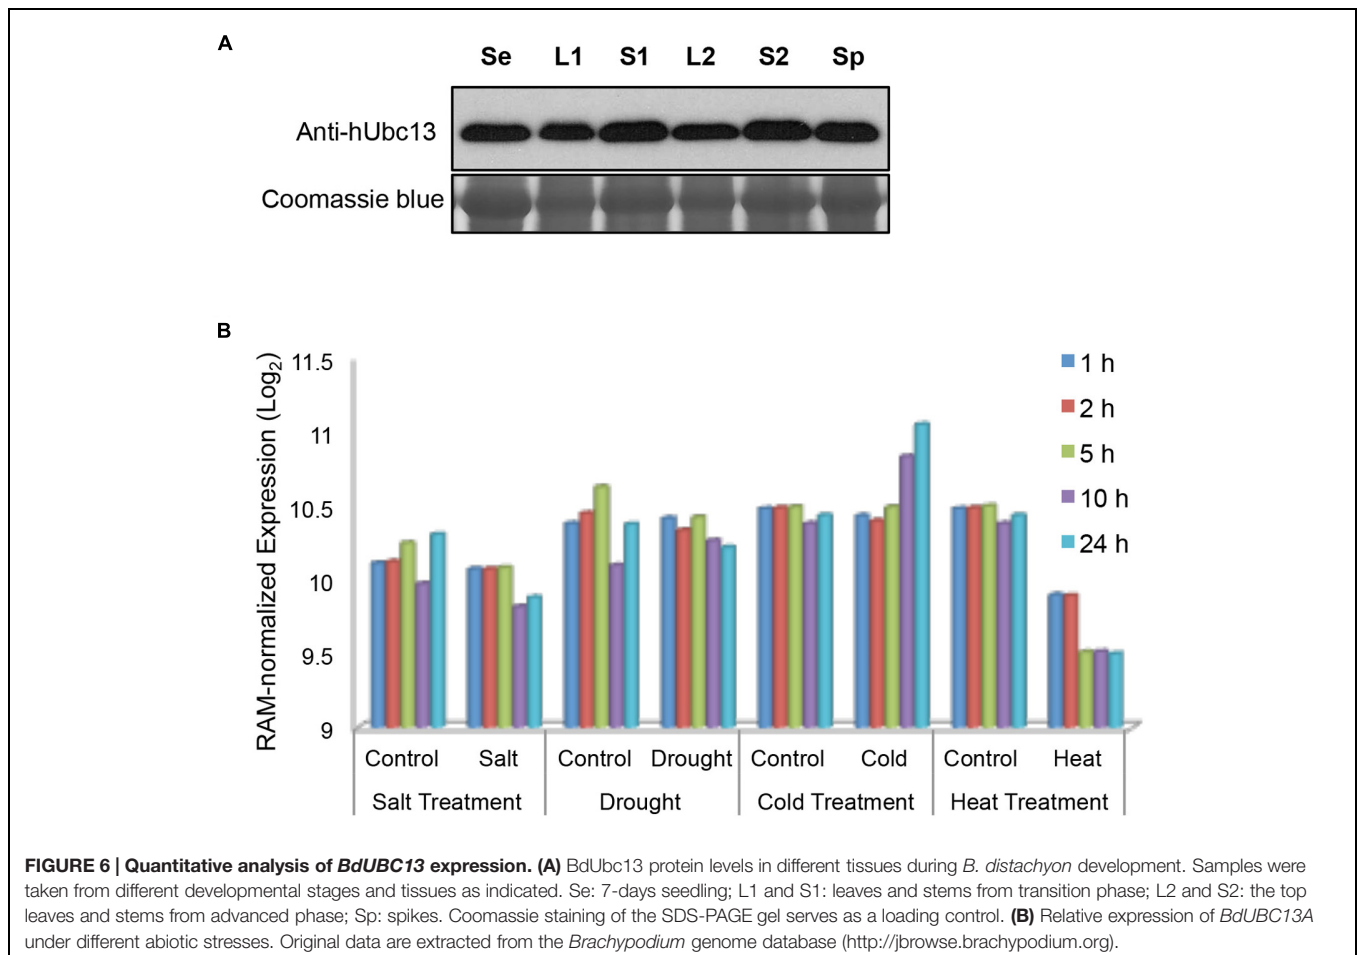 A
Se L1 S1 L2 S2 Sp
Anti-hUbc13
Coomassie blue
B
RAM-normalized Expression (Log2)
11.5
11
10.5
10
9.5
9
1 h
2 h
5 h
10 h
24 h
Control Salt Control Drought Control Cold Control Heat
Salt Treatment Drought Cold Treatment Heat Treatment
FIGURE 6 | Quantitative analysis of BdUBC13 expression. (A) BdUbc13 protein levels in different tissues during B. distachyon development. Samples were
taken from different developmental stages and tissues as indicated. Se: 7-days seedling; L1 and S1: leaves and stems from transition phase; L2 and S2: the top
leaves and stems from advanced phase; Sp: spikes. Coomassie staining of the SDS-PAGE gel serves as a loading control. (B) Relative expression of BdUBC13A
under different abiotic stresses. Original data are extracted from the Brachypodium genome database (http://jbrowse.brachypodium.org).